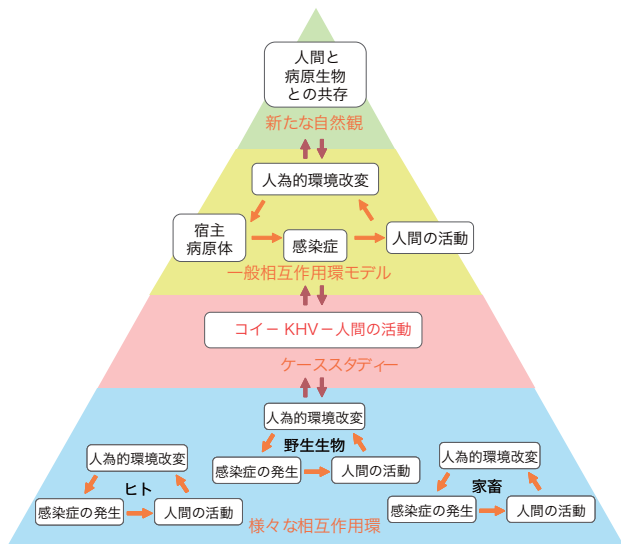 人間と
病原生物
との共存
新たな自然観
人為的環境改変
宿主
病原体
感染症
人間の活動
一般相互作用環モデル
コイ－KHV－人間の活動
ケーススタディー
人為的環境改変
野生生物
感染症の発生
人間の活動
人為的環境改変
ヒト
感染症の発生
人間の活動
人為的環境改変
家畜
感染症の発生
人間の活動
様々な相互作用環